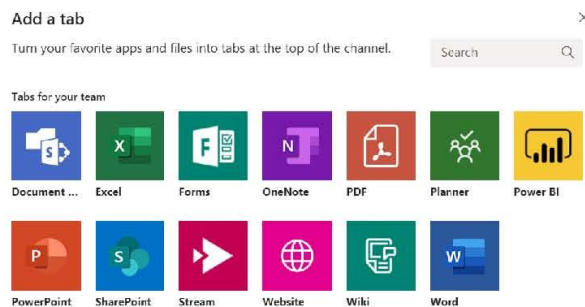 Add a tab
Turn your favorite apps and files into tabs at the top of the channel.
Search
Tabs for your team
S X F N
Document ... Excel Forms OneNote PDF Planner Power BI
P S W
PowerPoint SharePoint Stream Website Wiki Word